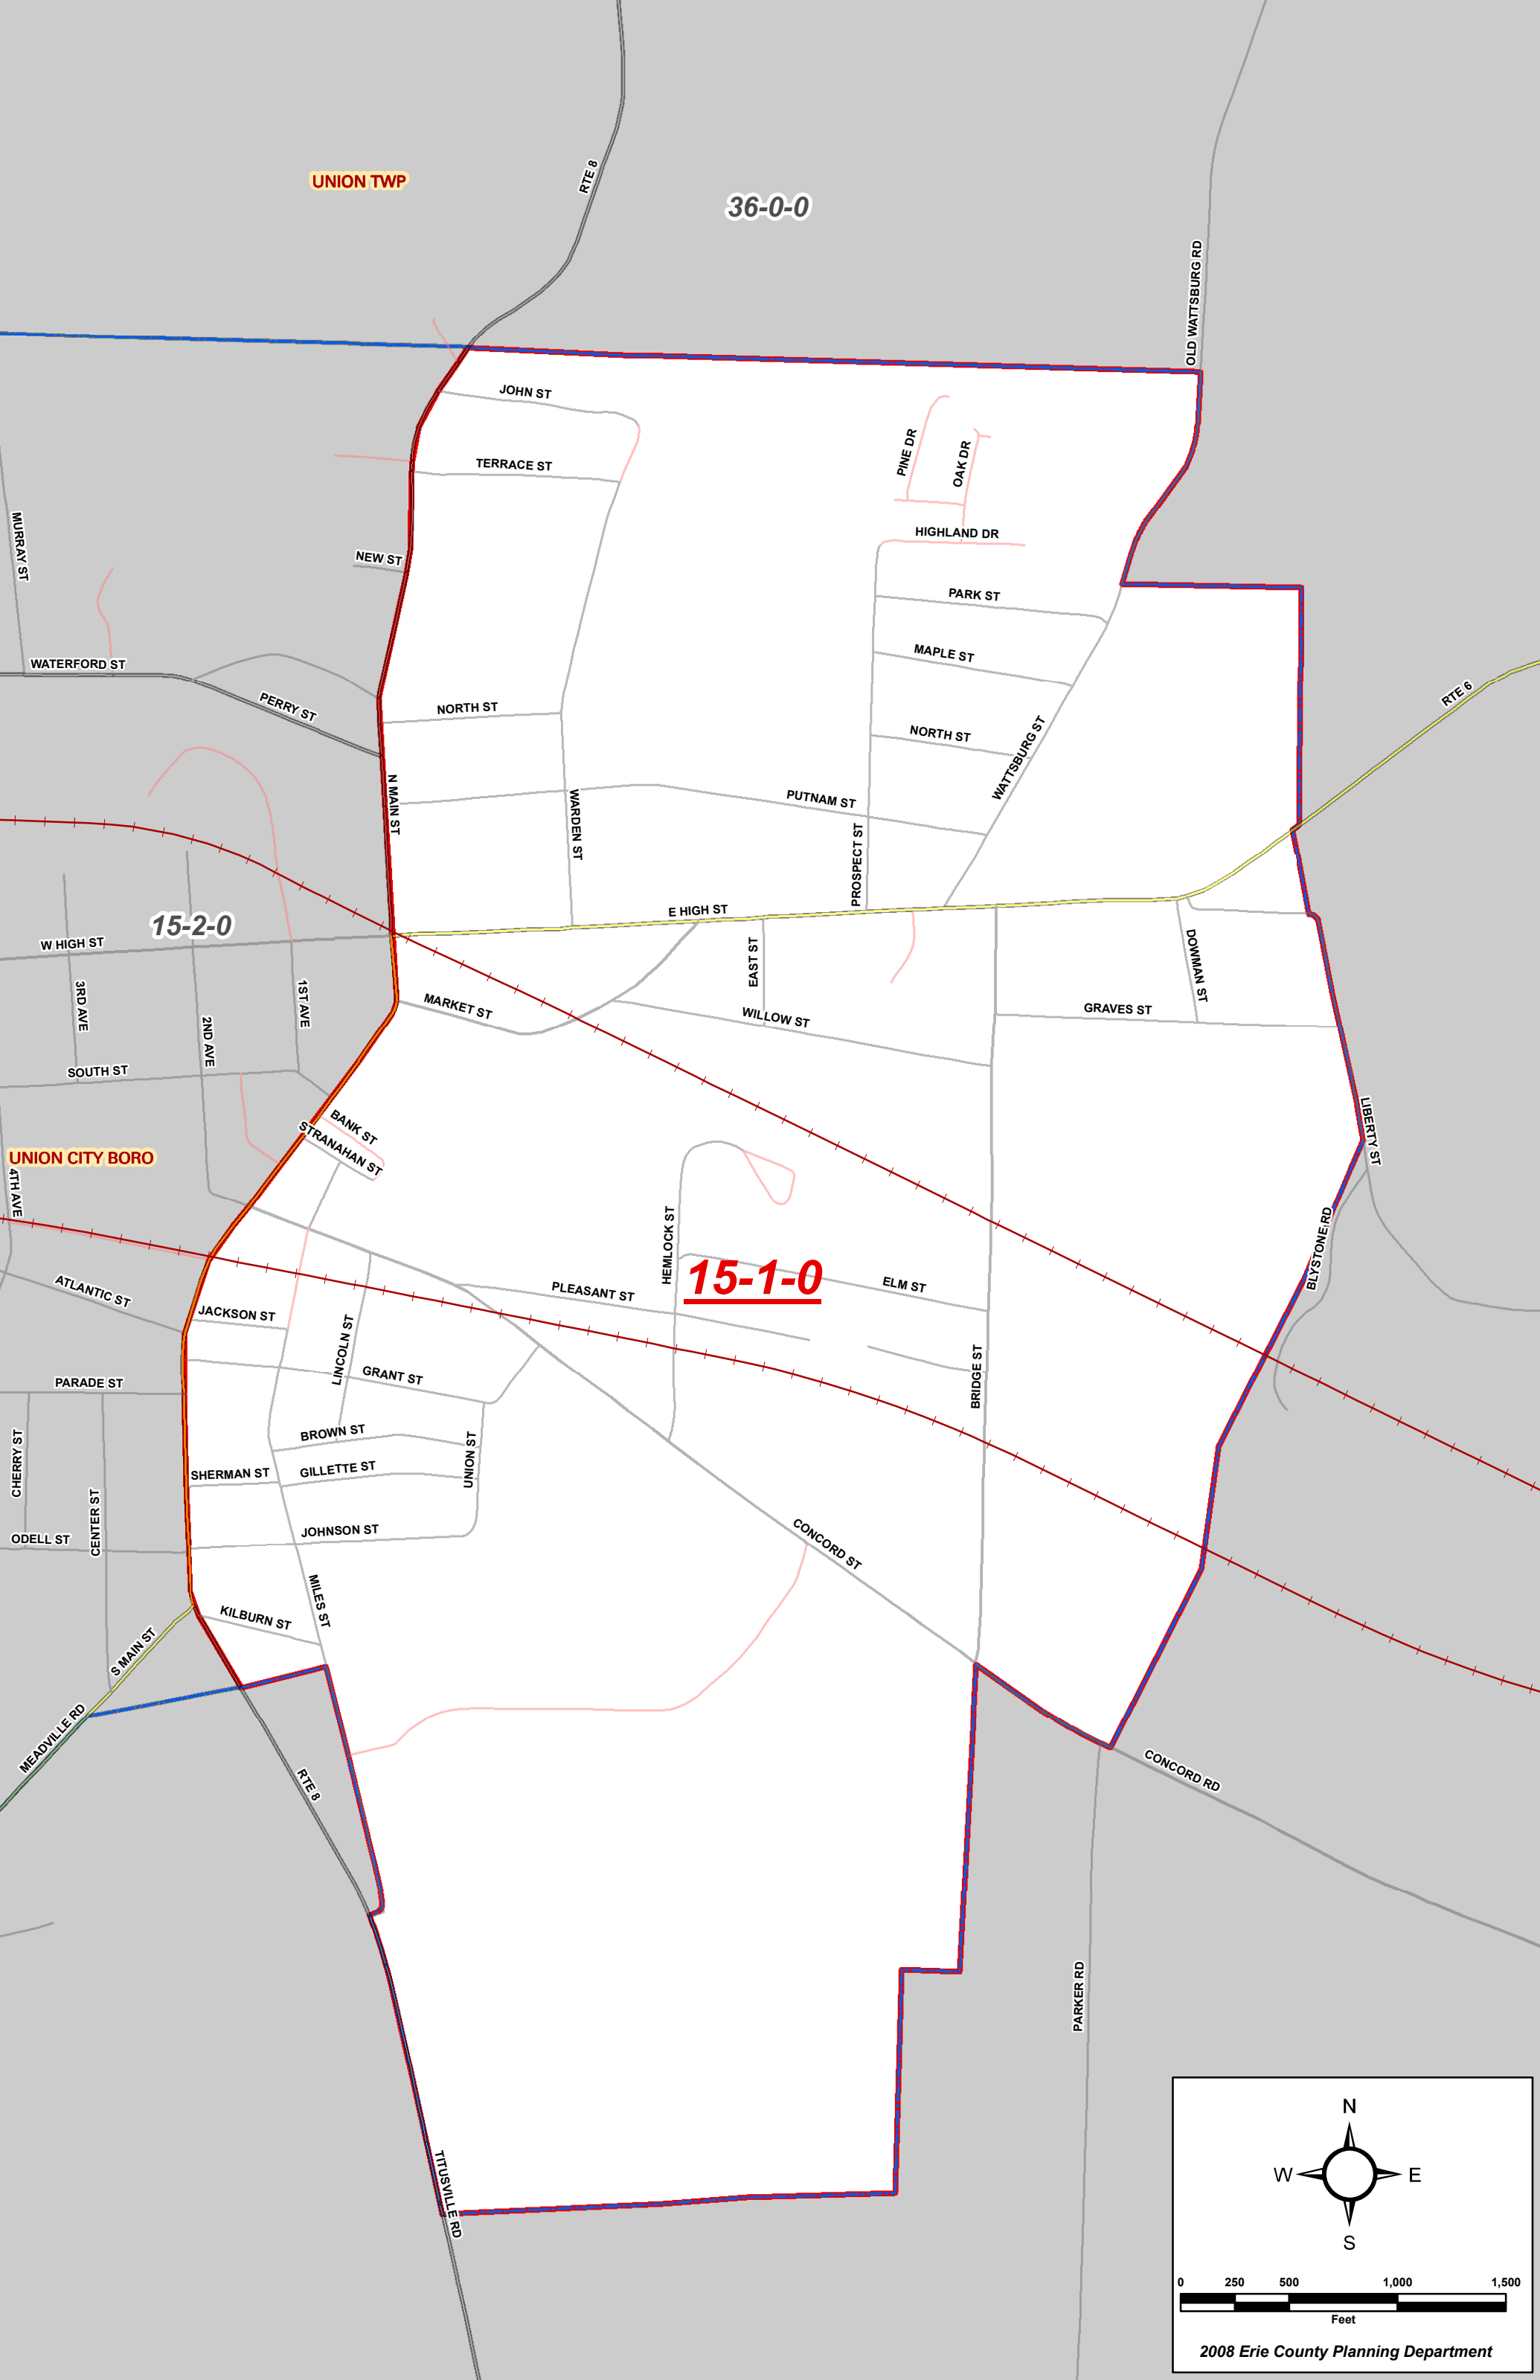 RTE 8
UNION TWP
36-0-0
OLD WATTSBURG RD
JOHN ST
PINE DR
OAK DR
TERRACE ST
MURRAY ST
NEW ST
HIGHLAND DR
PARK ST
WATERFORD ST
MAPLE ST
PERRY ST
NORTH ST
RTE 6
NORTH ST
WATTSBURG ST
N MAIN ST
WARDEN ST
PUTNAM ST
PROSPECT ST
E HIGH ST
15-2-0
W HIGH ST
EAST ST
DOWMAN ST
3RD AVE
2ND AVE
1ST AVE
MARKET ST
WILLOW ST
GRAVES ST
SOUTH ST
BANK ST
STRANAHAN ST
LIBERTY ST
UNION CITY BORO
4TH AVE
HEMLOCK ST
BLYSTONE RD
15-1-0
ELM ST
ATLANTIC ST
PLEASANT ST
JACKSON ST
LINCOLN ST
GRANT ST
BRIDGE ST
PARADE ST
CHERRY ST
BROWN ST
UNION ST
SHERMAN ST
GILLETTE ST
CENTER ST
ODELL ST
JOHNSON ST
CONCORD ST
MILES ST
KILBURN ST
S MAIN ST
MEADVILLE RD
RTE 8
CONCORD RD
PARKER RD
TITUSVILLE RD
N
W E
S
0 250 500 1,000 1,500
Feet
2008 Erie County Planning Department